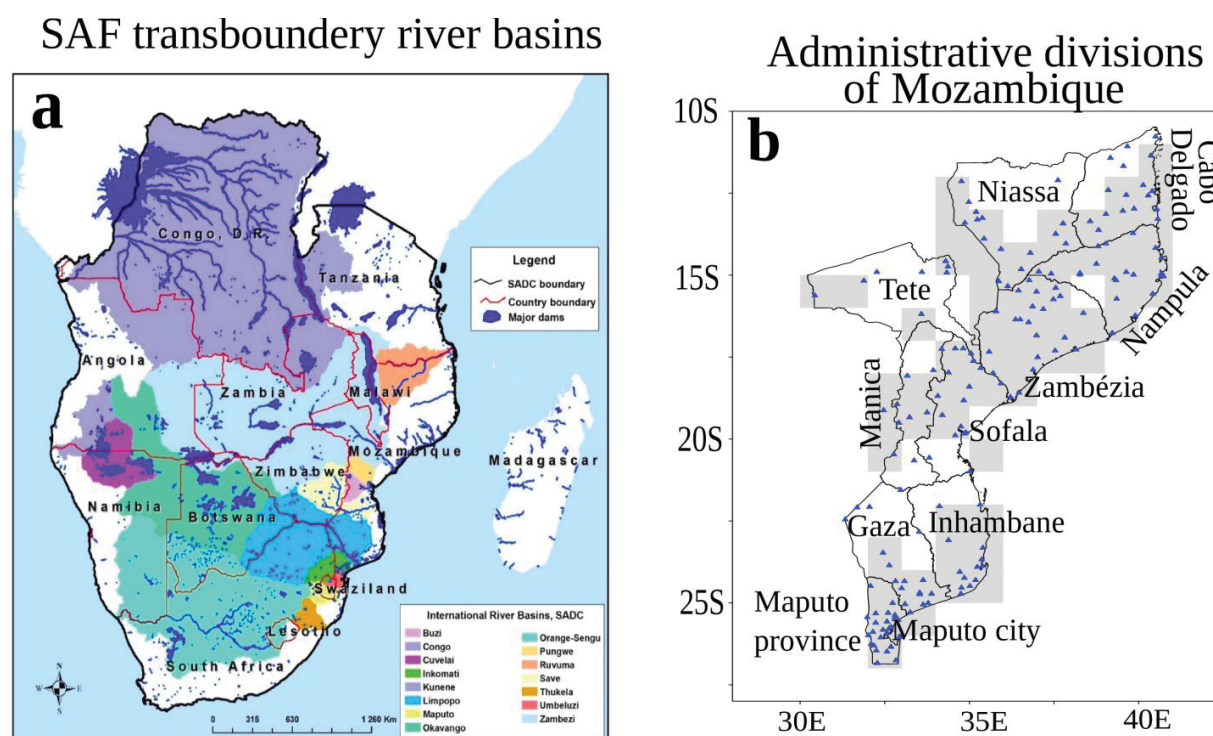 SAF transboundery river basins
a
Congo, D.R
Tanzania
Angola
Zambia
Malawi
Mozambique
Zimbabwe
Madagascar
Namibia
Botswana
Swaziland
Lesotho
South Africa
Legend
SADC boundary
Country boundary
Major dams
International River Basins, SADC
Buzi
Congo
Cuvelai
Inkomati
Kunene
Limpopo
Maputo
Okavango
Orange-Sengu
Pungwe
Ruvuma
Save
Thukela
Umbeluzi
Zambezi
N
W E
S
0 315 630 1 260 Km
Administrative divisions
of Mozambique
b
10S
15S
20S
25S
30E 35E 40E
Niassa
Cabo
Delgado
Tete
Nampula
Manica
Zambézia
Sofala
Gaza
Inhambane
Maputo
province
Maputo city